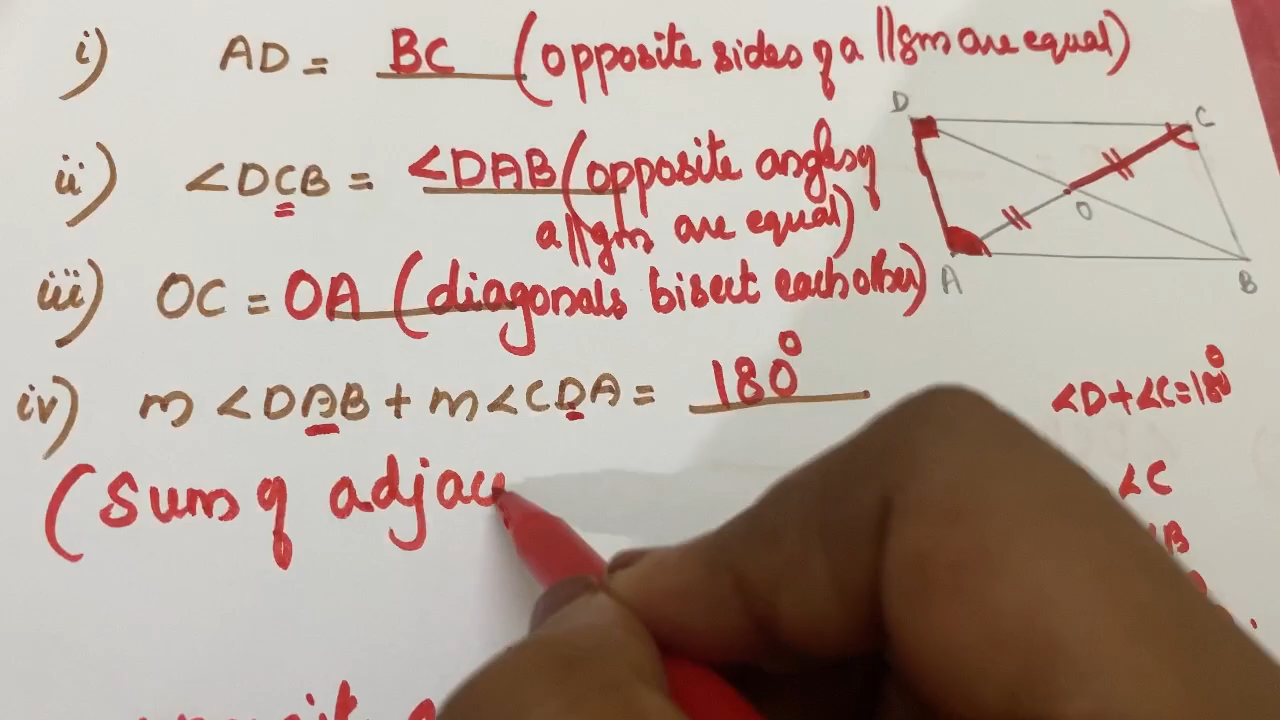 i) AD = BC (opposite sides of a ||gm are equal)
ii) ∠DCB = ∠DAB (opposite angles of
a ||gm are equal)
iii) OC = OA (diagonals bisect each other)
iv) m ∠DAB + m ∠CDA = 180°
(Sum of adjac
D
C
O
A
B
∠D+∠C=180°
∠C
B